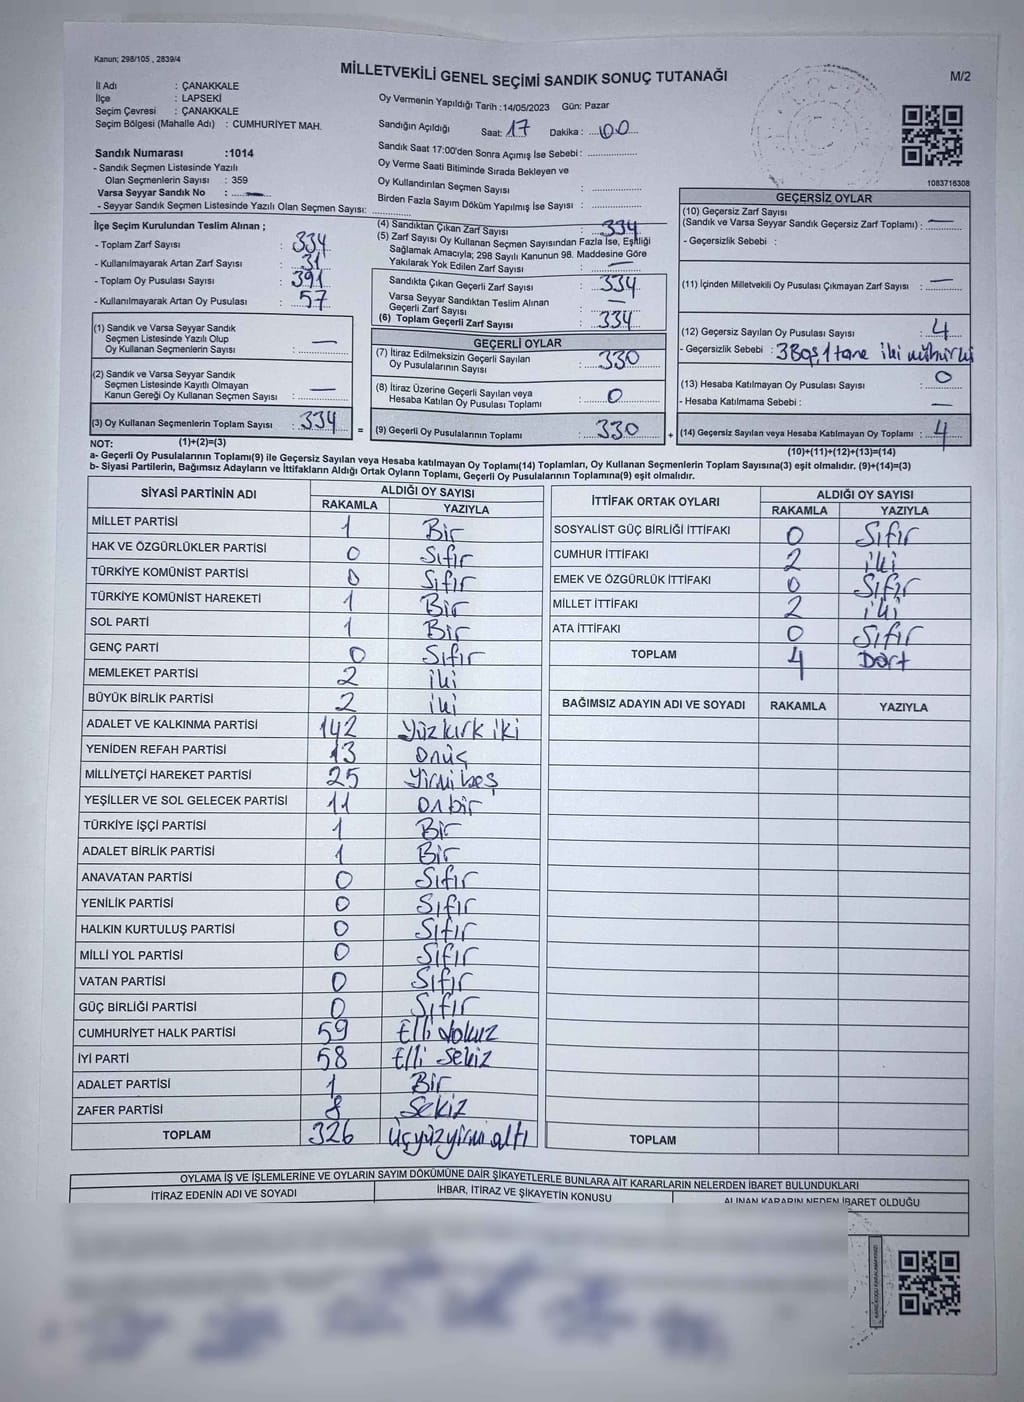 Kanun; 298/105 , 2839/4
MİLLETVEKİLİ GENEL SEÇİMİ SANDIK SONUÇ TUTANAĞI
M/2
İl Adı : ÇANAKKALE
İlçe : LAPSEKİ
Seçim Çevresi : ÇANAKKALE
Seçim Bölgesi (Mahalle Adı) : CUMHURİYET MAH.
Sandık Numarası :1014
- Sandık Seçmen Listesinde Yazılı
Olan Seçmenlerin Sayısı : 359
Varsa Seyyar Sandık No : —
- Seyyar Sandık Seçmen Listesinde Yazılı Olan Seçmen Sayısı:
Oy Vermenin Yapıldığı Tarih :14/05/2023 Gün: Pazar
Sandığın Açıldığı Saat: 17 Dakika : 00
Sandık Saat 17:00'den Sonra Açımış İse Sebebi :
Oy Verme Saati Bitiminde Sırada Bekleyen ve
Oy Kullandırılan Seçmen Sayısı :
Birden Fazla Sayım Döküm Yapılmış İse Sayısı :
1083716308
İlçe Seçim Kurulundan Teslim Alınan ;
- Toplam Zarf Sayısı : 334
- Kullanılmayarak Artan Zarf Sayısı : 31
- Toplam Oy Pusulası Sayısı : 391
- Kullanılmayarak Artan Oy Pusulası : 57
(1) Sandık ve Varsa Seyyar Sandık
Seçmen Listesinde Yazılı Olup
Oy Kullanan Seçmenlerin Sayısı : —
(2) Sandık ve Varsa Seyyar Sandık
Seçmen Listesinde Kayıtlı Olmayan
Kanun Gereği Oy Kullanan Seçmen Sayısı : —
(3) Oy Kullanan Seçmenlerin Toplam Sayısı : 334
(4) Sandıktan Çıkan Zarf Sayısı : 334
(5) Zarf Sayısı Oy Kullanan Seçmen Sayısından Fazla İse, Eşitliği
Sağlamak Amacıyla; 298 Sayılı Kanunun 98. Maddesine Göre
Yakılarak Yok Edilen Zarf Sayısı : —
Sandıkta Çıkan Geçerli Zarf Sayısı : 334
Varsa Seyyar Sandıktan Teslim Alınan
Geçerli Zarf Sayısı : —
(6) Toplam Geçerli Zarf Sayısı : 334
GEÇERLİ OYLAR
(7) İtiraz Edilmeksizin Geçerli Sayılan
Oy Pusulalarının Sayısı : 330
(8) İtiraz Üzerine Geçerli Sayılan veya
Hesaba Katılan Oy Pusulası Toplamı : 0
= (9) Geçerli Oy Pusulalarının Toplamı : 330
GEÇERSİZ OYLAR
(10) Geçersiz Zarf Sayısı
(Sandık ve Varsa Seyyar Sandık Geçersiz Zarf Toplamı) : —
- Geçersizlik Sebebi :
(11) İçinden Milletvekili Oy Pusulası Çıkmayan Zarf Sayısı : —
(12) Geçersiz Sayılan Oy Pusulası Sayısı : 4
- Geçersizlik Sebebi : 3 Boş, 1 tane iki mühürlü
(13) Hesaba Katılmayan Oy Pusulası Sayısı : 0
- Hesaba Katılmama Sebebi : —
+ (14) Geçersiz Sayılan veya Hesaba Katılmayan Oy Toplamı : 4
NOT: (1)+(2)=(3)
(10)+(11)+(12)+(13)=(14)
a- Geçerli Oy Pusulalarının Toplamı(9) ile Geçersiz Sayılan veya Hesaba katılmayan Oy Toplamı(14) Toplamları, Oy Kullanan Seçmenlerin Toplam Sayısına(3) eşit olmalıdır. (9)+(14)=(3)
b- Siyasi Partilerin, Bağımsız Adayların ve İttifakların Aldığı Ortak Oyların Toplamı, Geçerli Oy Pusulalarının Toplamına(9) eşit olmalıdır.
SİYASİ PARTİNİN ADI ALDIĞI OY SAYISI
RAKAMLA YAZIYLA
MİLLET PARTİSİ 1 Bir
HAK VE ÖZGÜRLÜKLER PARTİSİ 0 Sıfır
TÜRKİYE KOMÜNİST PARTİSİ 0 Sıfır
TÜRKİYE KOMÜNİST HAREKETİ 1 Bir
SOL PARTİ 1 Bir
GENÇ PARTİ 0 Sıfır
MEMLEKET PARTİSİ 2 iki
BÜYÜK BİRLİK PARTİSİ 2 iki
ADALET VE KALKINMA PARTİSİ 142 Yüzkırk iki
YENİDEN REFAH PARTİSİ 13 Onüç
MİLLİYETÇİ HAREKET PARTİSİ 25 Yirmibeş
YEŞİLLER VE SOL GELECEK PARTİSİ 11 Onbir
TÜRKİYE İŞÇİ PARTİSİ 1 Bir
ADALET BİRLİK PARTİSİ 1 Bir
ANAVATAN PARTİSİ 0 Sıfır
YENİLİK PARTİSİ 0 Sıfır
HALKIN KURTULUŞ PARTİSİ 0 Sıfır
MİLLİ YOL PARTİSİ 0 Sıfır
VATAN PARTİSİ 0 Sıfır
GÜÇ BİRLİĞİ PARTİSİ 0 Sıfır
CUMHURİYET HALK PARTİSİ 59 Elli dokuz
İYİ PARTİ 58 Elli sekiz
ADALET PARTİSİ 1 Bir
ZAFER PARTİSİ 8 Sekiz
TOPLAM 326 üçyüzyirmialtı
İTTİFAK ORTAK OYLARI ALDIĞI OY SAYISI
RAKAMLA YAZIYLA
SOSYALİST GÜÇ BİRLİĞİ İTTİFAKI 0 Sıfır
CUMHUR İTTİFAKI 2 iki
EMEK VE ÖZGÜRLÜK İTTİFAKI 0 Sıfır
MİLLET İTTİFAKI 2 iki
ATA İTTİFAKI 0 Sıfır
TOPLAM 4 Dört
BAĞIMSIZ ADAYIN ADI VE SOYADI RAKAMLA YAZIYLA
TOPLAM
OYLAMA İŞ VE İŞLEMLERİNE VE OYLARIN SAYIM DÖKÜMÜNE DAİR ŞİKAYETLERLE BUNLARA AİT KARARLARIN NELERDEN İBARET BULUNDUKLARI
İTİRAZ EDENİN ADI VE SOYADI İHBAR, İTİRAZ VE ŞİKAYETİN KONUSU ALINAN KARARIN NEDEN İBARET OLDUĞU